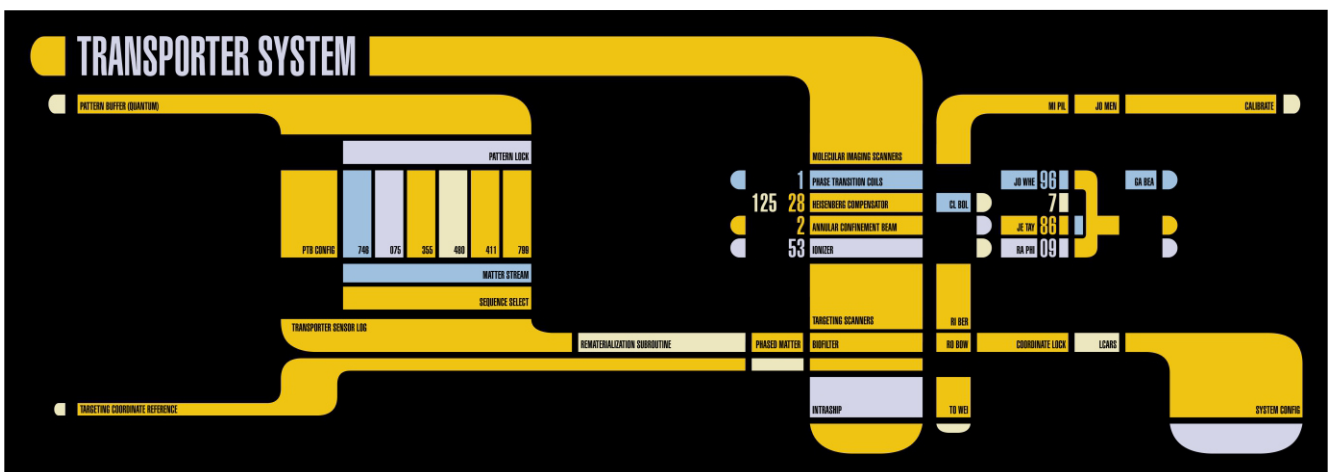 TRANSPORTER SYSTEM
PATTERN BUFFER (QUANTUM)
MI PIL JO MEN CALIBRATE
PATTERN LOCK
MOLECULAR IMAGING SCANNERS
1 PHASE TRANSITION COILS JO WHE 96 GA BEA
125 28 HEISENBERG COMPENSATOR CL BOL 7
2 ANNULAR CONFINEMENT BEAM JE TAY 86
PTB CONFIG 748 075 355 480 411 799
53 IONIZER RA PHI 09
MATTER STREAM
SEQUENCE SELECT
TRANSPORTER SENSOR LOG
TARGETING SCANNERS RI BER
REMATERIALIZATION SUBROUTINE PHASED MATTER BIOFILTER RO BOW COORDINATE LOCK LCARS
TARGETING COORDINATE REFERENCE
INTRASHIP TO WEI SYSTEM CONFIG